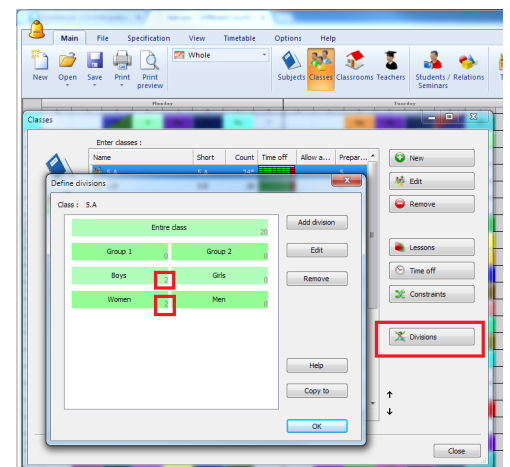 Main File Specification View Timetable Options Help
Whole
New Open Save Print Print preview Subjects Classes Classrooms Teachers Students / Seminars Relations
Monday Tuesday
Classes
Enter classes :
Name Short Count Time off Allow a... Prepar...
New
Edit
Remove
Lessons
Time off
Constraints
Divisions
Close
Define divisions
Class : 5.A
Entire class 20
Group 1 0 Group 2 0
Boys 2 Girls 0
Women 2 Men 0
Add division
Edit
Remove
Help
Copy to
OK